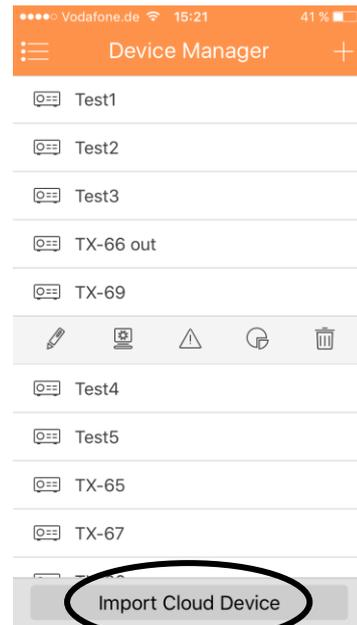 Vodafone.de 15:21 41 %
Device Manager
Test1
Test2
Test3
TX-66 out
TX-69
Test4
Test5
TX-65
TX-67
Import Cloud Device